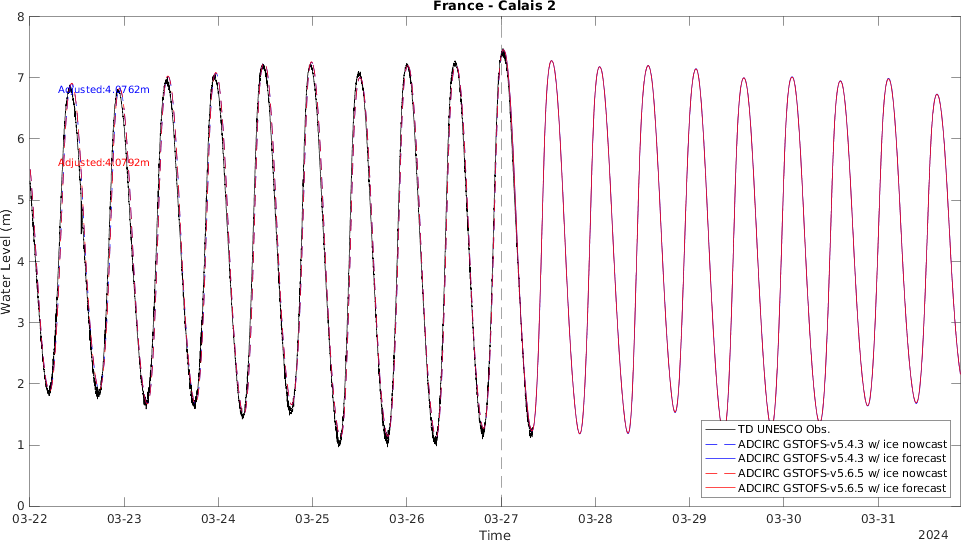 France - Calais 2
8
7
6
5
4
3
2
1
0
Water Level (m)
Adjusted:4.0762m
Adjusted:4.0792m
TD UNESCO Obs.
ADCIRC GSTOFS-v5.4.3 w/ ice nowcast
ADCIRC GSTOFS-v5.4.3 w/ ice forecast
ADCIRC GSTOFS-v5.6.5 w/ ice nowcast
ADCIRC GSTOFS-v5.6.5 w/ ice forecast
03-22 03-23 03-24 03-25 03-26 03-27 03-28 03-29 03-30 03-31
Time
2024